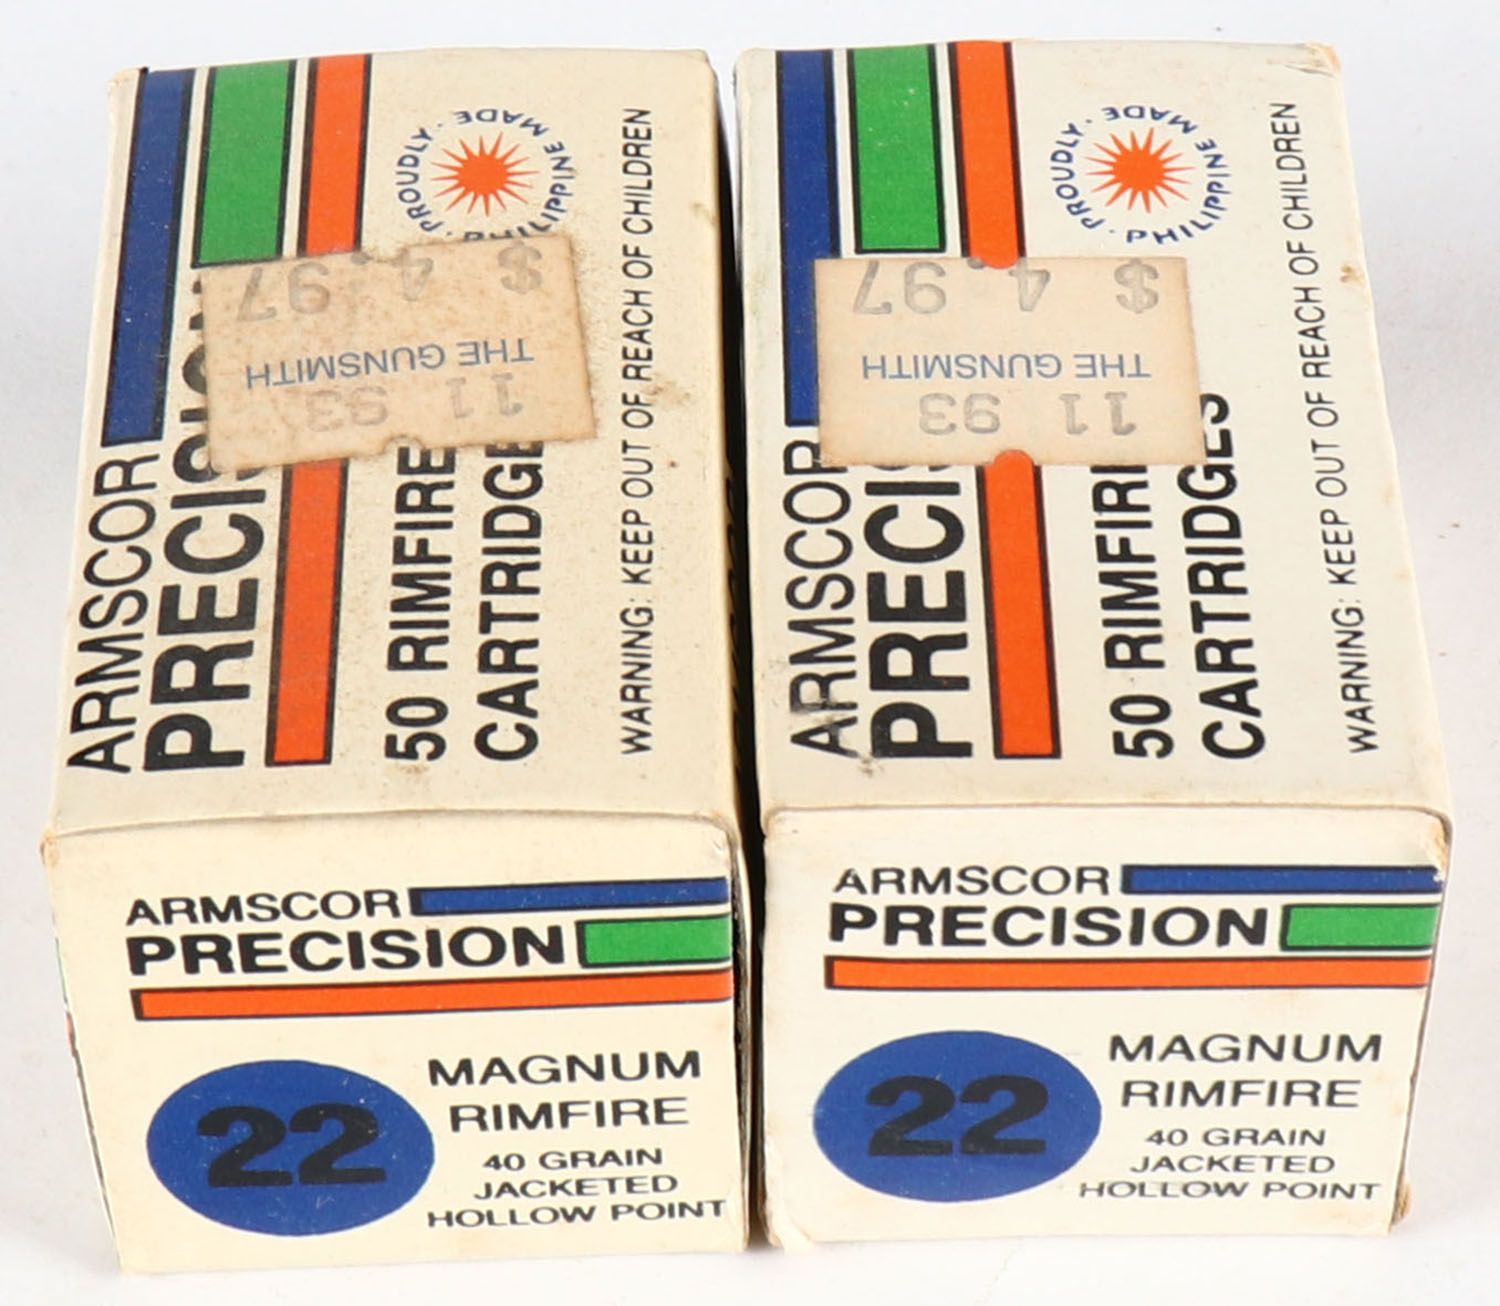 PROUDLY · PHILIPPINE MADE ·
$ 4.97
THE GUNSMITH
11 93
ARMSCOR
PRECISION
50 RIMFIRE
CARTRIDGES
WARNING: KEEP OUT OF REACH OF CHILDREN
ARMSCOR
PRECISION
22
MAGNUM
RIMFIRE
40 GRAIN
JACKETED
HOLLOW POINT
PROUDLY · PHILIPPINE MADE ·
$ 4.97
THE GUNSMITH
11 93
ARMSCOR
PRECIS
50 RIMFIRE
CARTRIDGES
WARNING: KEEP OUT OF REACH OF CHILDREN
ARMSCOR
PRECISION
22
MAGNUM
RIMFIRE
40 GRAIN
JACKETED
HOLLOW POINT